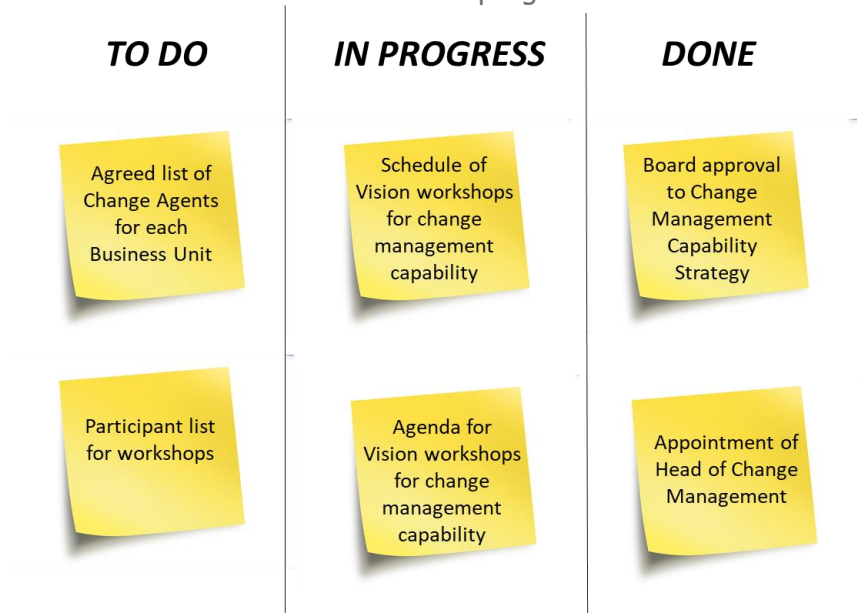 TO DO
IN PROGRESS
DONE
Agreed list of
Change Agents
for each
Business Unit
Schedule of
Vision workshops
for change
management
capability
Board approval
to Change
Management
Capability
Strategy
Participant list
for workshops
Agenda for
Vision workshops
for change
management
capability
Appointment of
Head of Change
Management